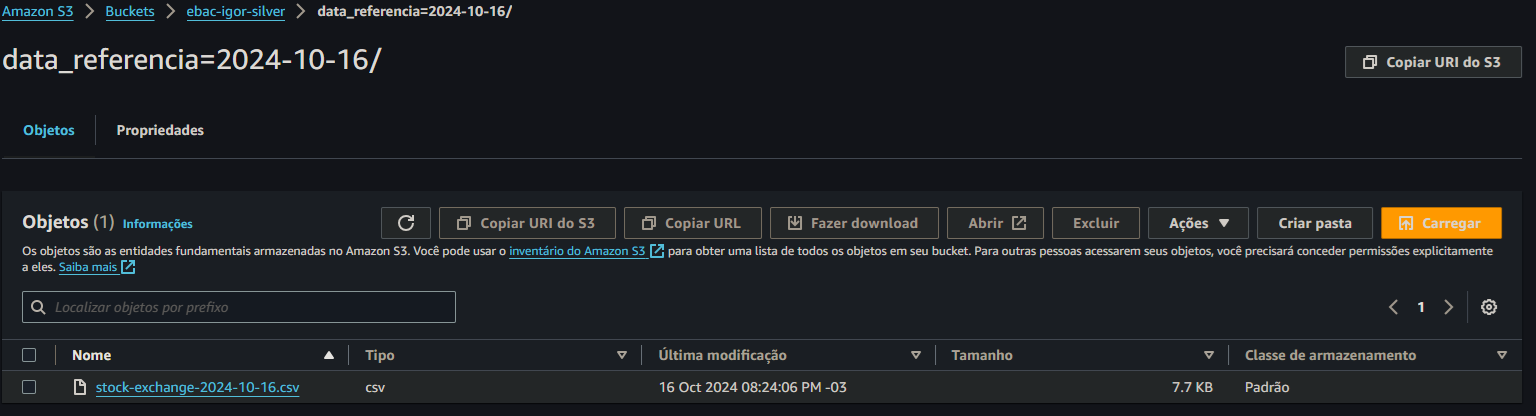 Amazon S3 > Buckets > ebac-igor-silver > data_referencia=2024-10-16/
data_referencia=2024-10-16/
Copiar URI do S3
Objetos
Propriedades
Objetos (1) Informações
Copiar URI do S3
Copiar URL
Fazer download
Abrir
Excluir
Ações
Criar pasta
Carregar
Os objetos são as entidades fundamentais armazenadas no Amazon S3. Você pode usar o inventário do Amazon S3 para obter uma lista de todos os objetos em seu bucket. Para outras pessoas acessarem seus objetos, você precisará conceder permissões explicitamente
a eles. Saiba mais
Localizar objetos por prefixo
1
Nome Tipo Última modificação Tamanho Classe de armazenamento
stock-exchange-2024-10-16.csv csv 16 Oct 2024 08:24:06 PM -03 7.7 KB Padrão